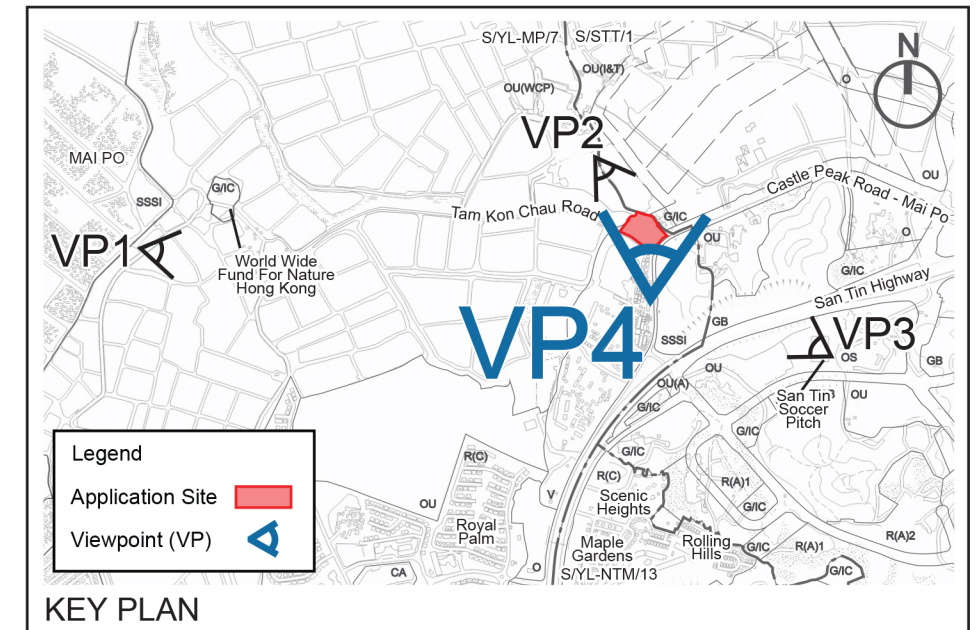 S/YL-MP/7
S/STT/1
N
OU(I&T)
OU(WCP)
O
VP2
MAI PO
G/IC
SSSI
OU
Castle Peak Road - Mai Po
Tam Kon Chau Road
G/IC
VP1
OU
O
World Wide
Fund For Nature
Hong Kong
G/IC
San Tin Highway
VP4
GB
VP3
SSSI
OS
GB
OU
OU(A)
San Tin
Soccer
Pitch
OU
G/IC
G/IC
Legend
Application Site
Viewpoint (VP)
R(C)
G/IC
R(C)
R(A)1
OU
V
Scenic
Heights
G/IC
Royal
Palm
Maple
Gardens
Rolling
Hills
G/IC
R(A)1
R(A)2
CA
O
S/YL-NTM/13
G/IC
KEY PLAN